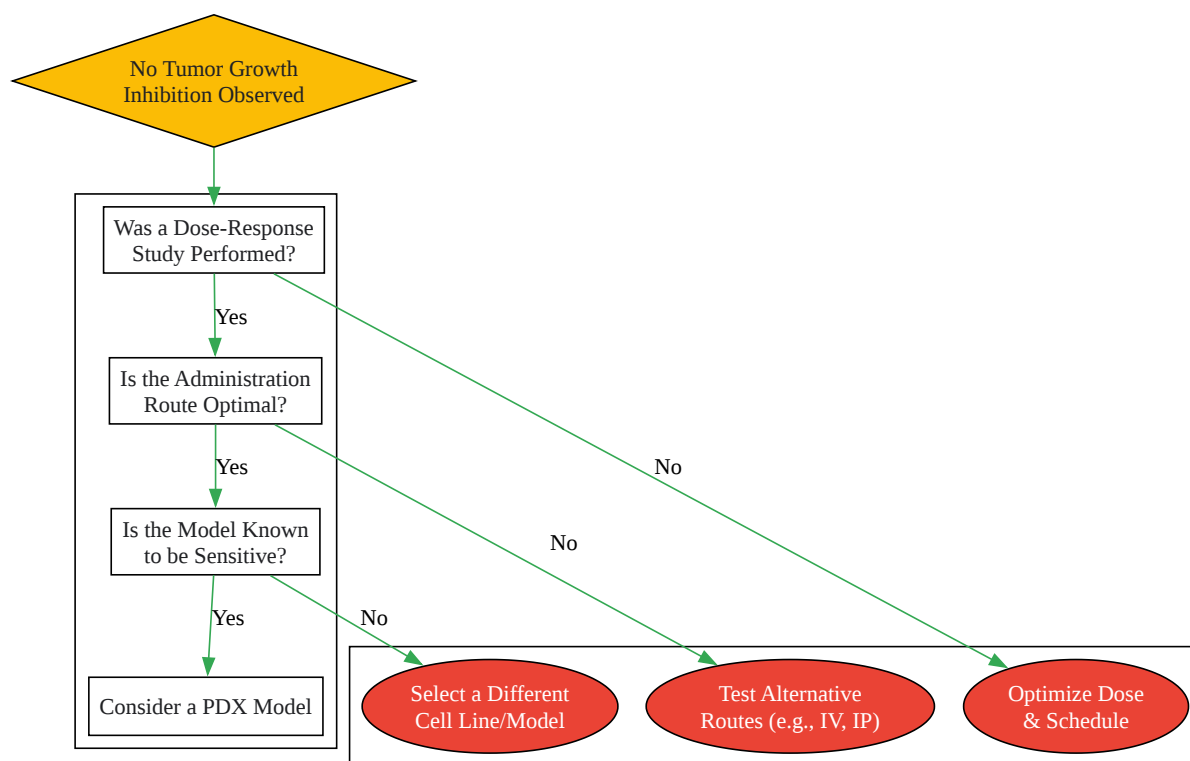 No Tumor Growth
Inhibition Observed
Was a Dose-Response
Study Performed?
Yes
Is the Administration
Route Optimal?
Yes
No
Is the Model Known
to be Sensitive?
No
Yes
No
Consider a PDX Model
Select a Different
Cell Line/Model
Test Alternative
Routes (e.g., IV, IP)
Optimize Dose
& Schedule